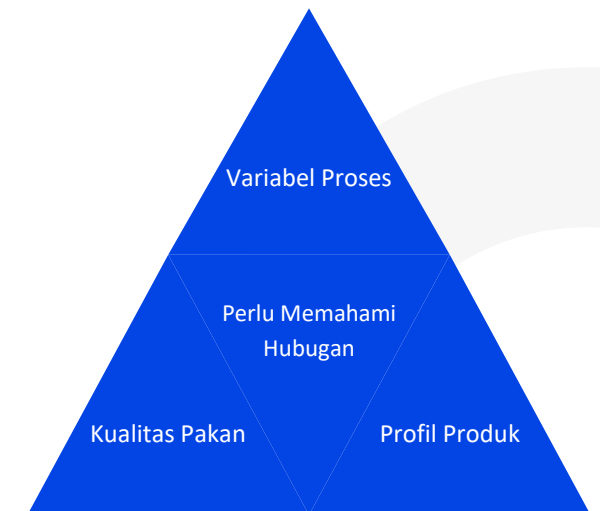 Variabel Proses
Perlu Memahami
Hubugan
Kualitas Pakan
Profil Produk